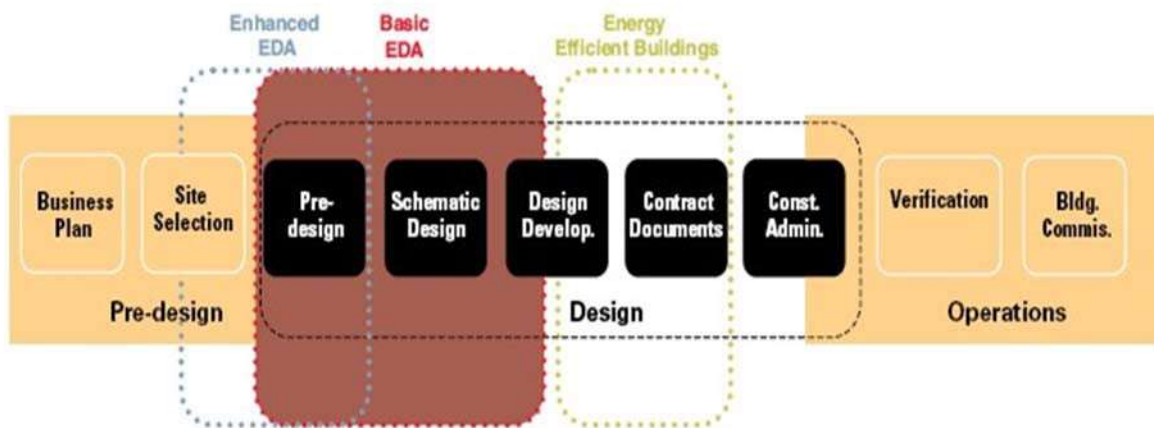 Enhanced
EDA
Basic
EDA
Energy
Efficient Buildings
Business
Plan
Site
Selection
Pre-
design
Schematic
Design
Design
Develop.
Contract
Documents
Const.
Admin.
Verification
Bldg.
Commis.
Pre-design
Design
Operations